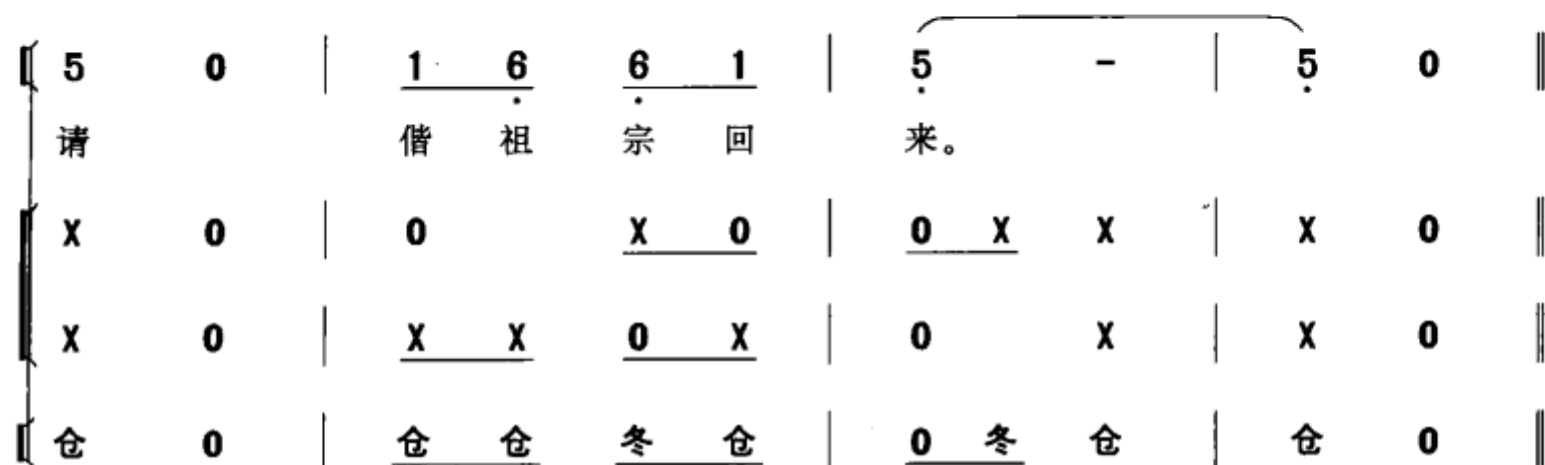 5 0 | 1 6 6 1 | 5 - | 5 0 ‖
请 偕 祖 宗 回 来。
X 0 | 0 X 0 | 0 X X | X 0 ‖
X 0 | X X 0 X | 0 X | X 0 ‖
仓 0 | 仓 仓 冬 仓 | 0 冬 仓 | 仓 0 ‖